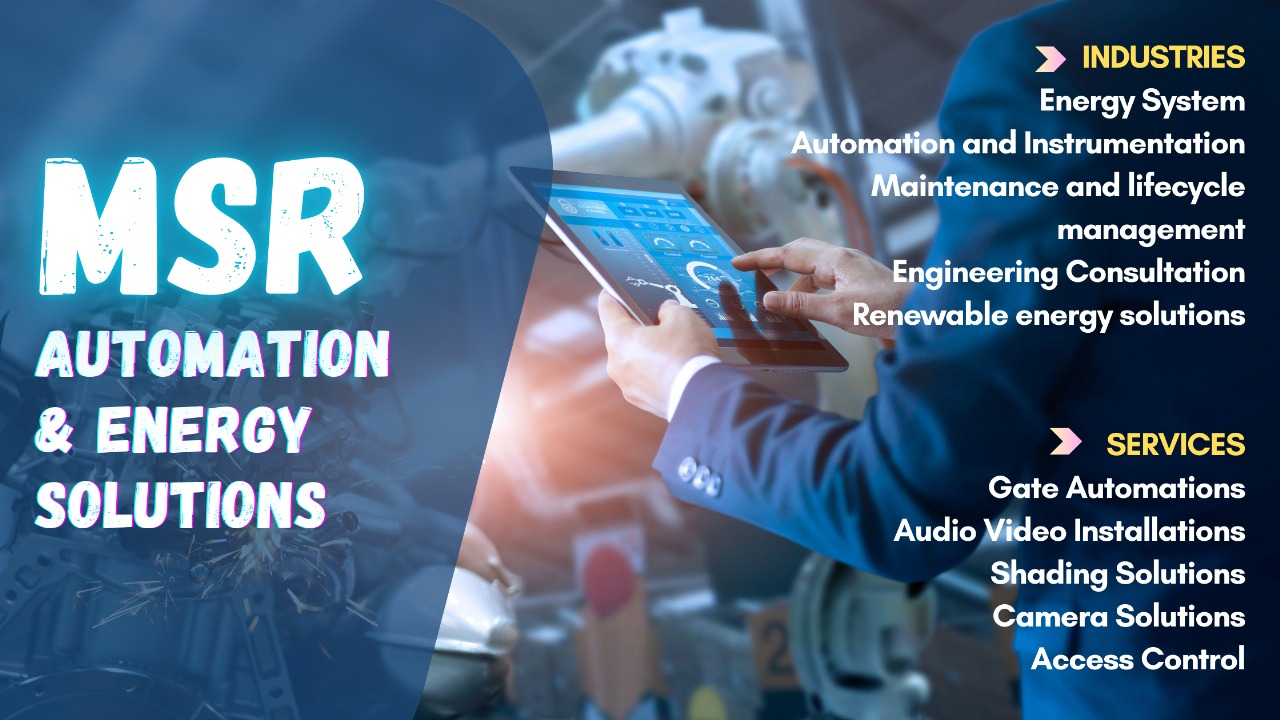 MSR
AUTOMATION
& ENERGY
SOLUTIONS
INDUSTRIES
Energy System
Automation and Instrumentation
Maintenance and lifecycle
management
Engineering Consultation
Renewable energy solutions
SERVICES
Gate Automations
Audio Video Installations
Shading Solutions
Camera Solutions
Access Control
2